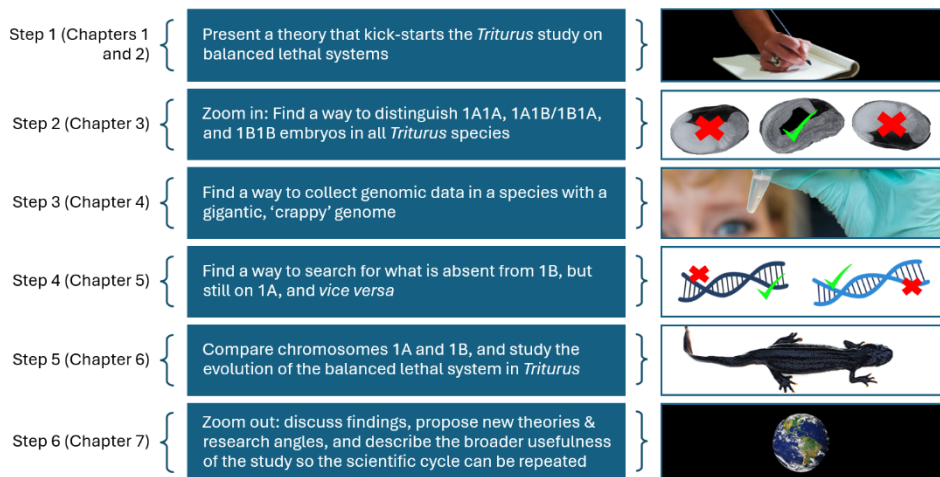 Step 1 (Chapters 1
and 2)
Present a theory that kick-starts the Triturus study on
balanced lethal systems
Step 2 (Chapter 3)
Zoom in: Find a way to distinguish 1A1A, 1A1B/1B1A,
and 1B1B embryos in all Triturus species
Step 3 (Chapter 4)
Find a way to collect genomic data in a species with a
gigantic, ‘crappy’ genome
Step 4 (Chapter 5)
Find a way to search for what is absent from 1B, but
still on 1A, and vice versa
Step 5 (Chapter 6)
Compare chromosomes 1A and 1B, and study the
evolution of the balanced lethal system in Triturus
Step 6 (Chapter 7)
Zoom out: discuss findings, propose new theories &
research angles, and describe the broader usefulness
of the study so the scientific cycle can be repeated